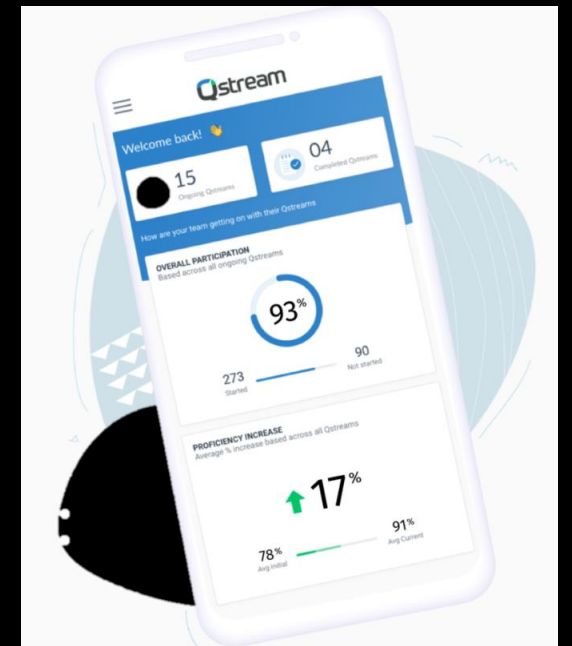 Qstream
Welcome back! 👋
15
Ongoing Qstreams
04
Completed Qstreams
How are your team getting on with their Qstreams
OVERALL PARTICIPATION
Based across all ongoing Qstreams
93%
273
Started
90
Not started
PROFICIENCY INCREASE
Average % increase based across all Qstreams
17%
78%
Avg Initial
91%
Avg Current